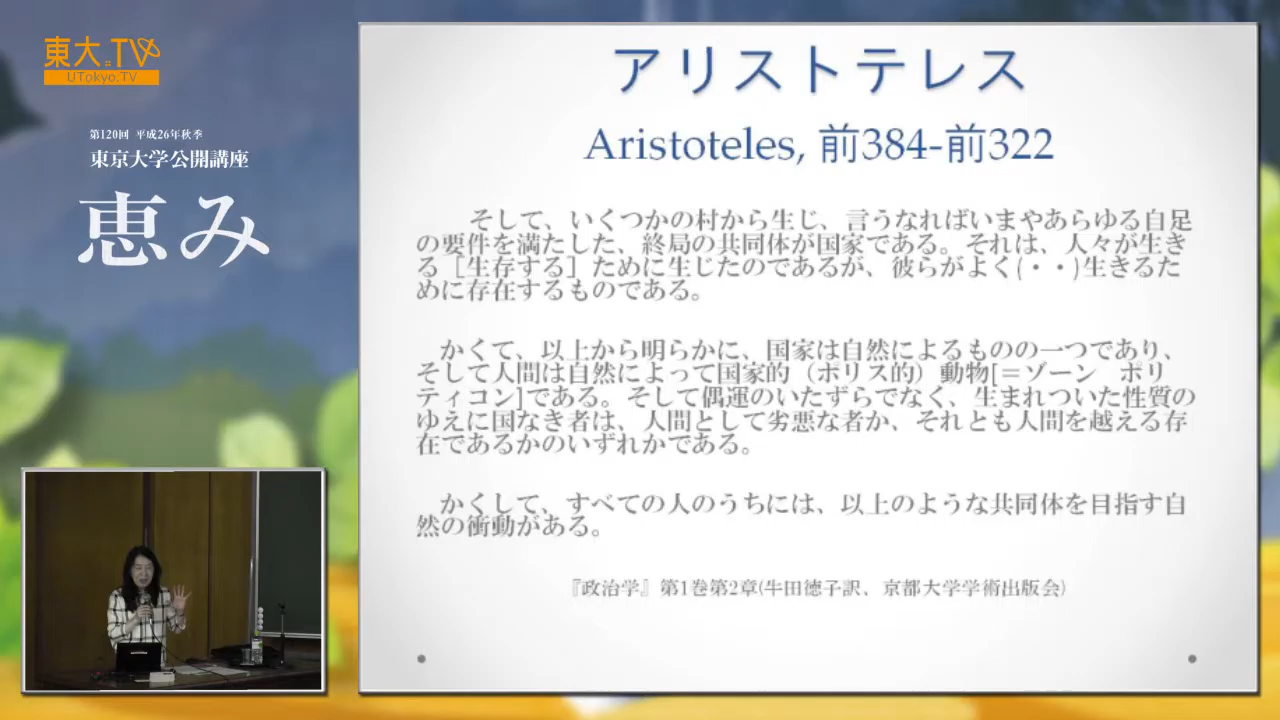 東大.TV
UTokyo.TV
第120回 平成26年秋季
東京大学公開講座
恵み
アリストテレス
Aristoteles, 前384-前322
そして、いくつかの村から生じ、言うなればいまやあらゆる自足
の要件を満たした、終局の共同体が国家である。それは、人々が生き
る［生存する］ために生じたのであるが、彼らがよく(・・)生きるた
めに存在するものである。
かくて、以上から明らかに、国家は自然によるものの一つであり、
そして人間は自然によって国家的（ポリス的）動物[＝ゾーン　ポリ
ティコン]である。そして偶運のいたずらでなく、生まれついた性質の
ゆえに国なき者は、人間として劣悪な者か、それとも人間を越える存
在であるかのいずれかである。
かくして、すべての人のうちには、以上のような共同体を目指す自
然の衝動がある。
『政治学』第1巻第2章(牛田徳子訳、京都大学学術出版会)